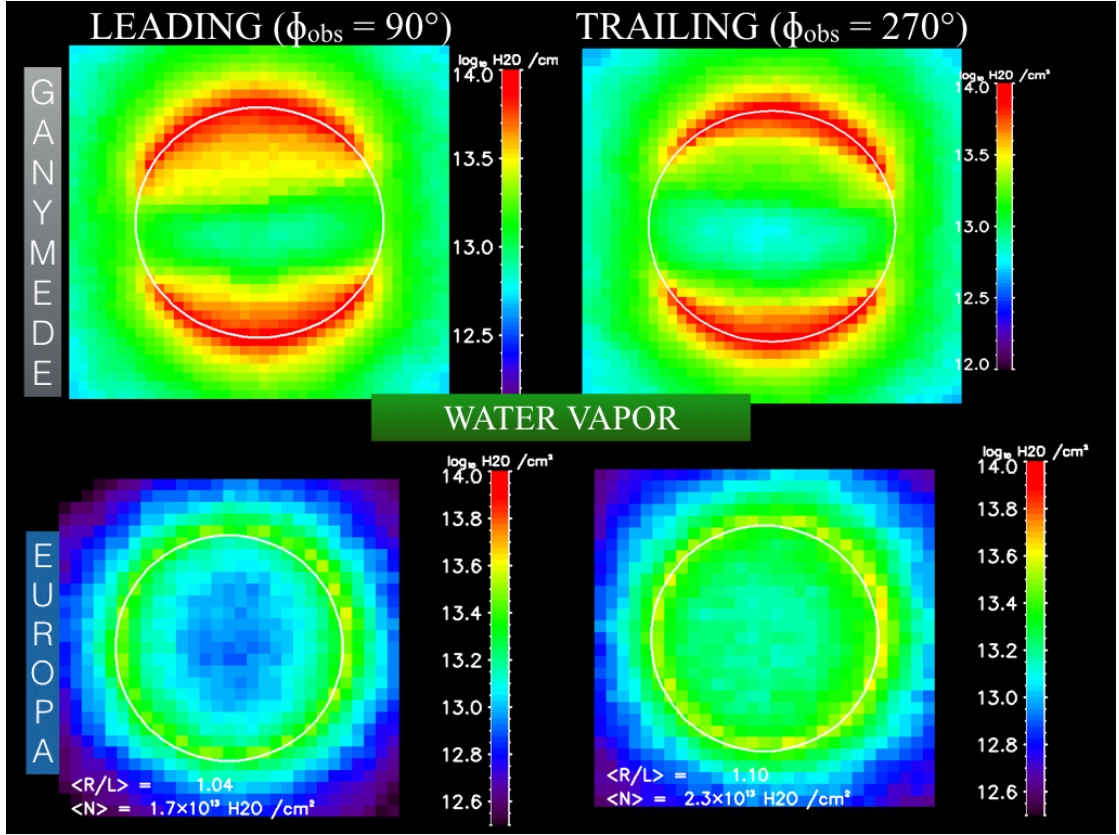 LEADING (ϕobs = 90°)
TRAILING (ϕobs = 270°)
GANYMEDE
log₁₀ H2O /cm
14.0
13.5
13.0
12.5
log₁₀ H2O /cm²
14.0
13.5
13.0
12.5
12.0
WATER VAPOR
EUROPA
log₁₀ H2O /cm²
14.0
13.8
13.6
13.4
13.2
13.0
12.8
12.6
<R/L> = 1.04
<N> = 1.7×10¹³ H2O /cm²
log₁₀ H2O /cm²
14.0
13.8
13.6
13.4
13.2
13.0
12.8
12.6
<R/L> = 1.10
<N> = 2.3×10¹³ H2O /cm²